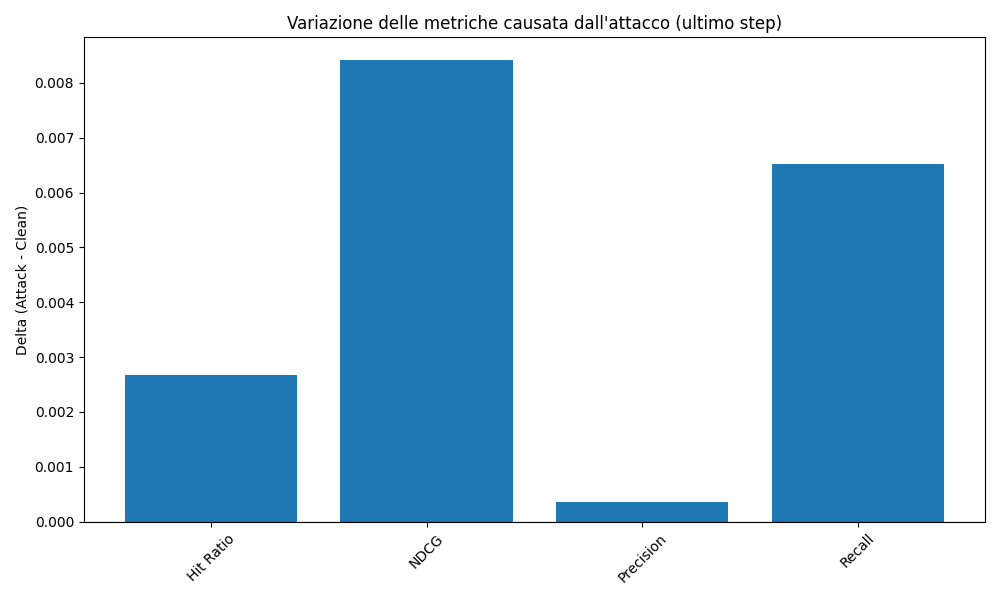 Variazione delle metriche causata dall'attacco (ultimo step)
Delta (Attack - Clean)
0.008
0.007
0.006
0.005
0.004
0.003
0.002
0.001
0.000
Hit Ratio
NDCG
Precision
Recall